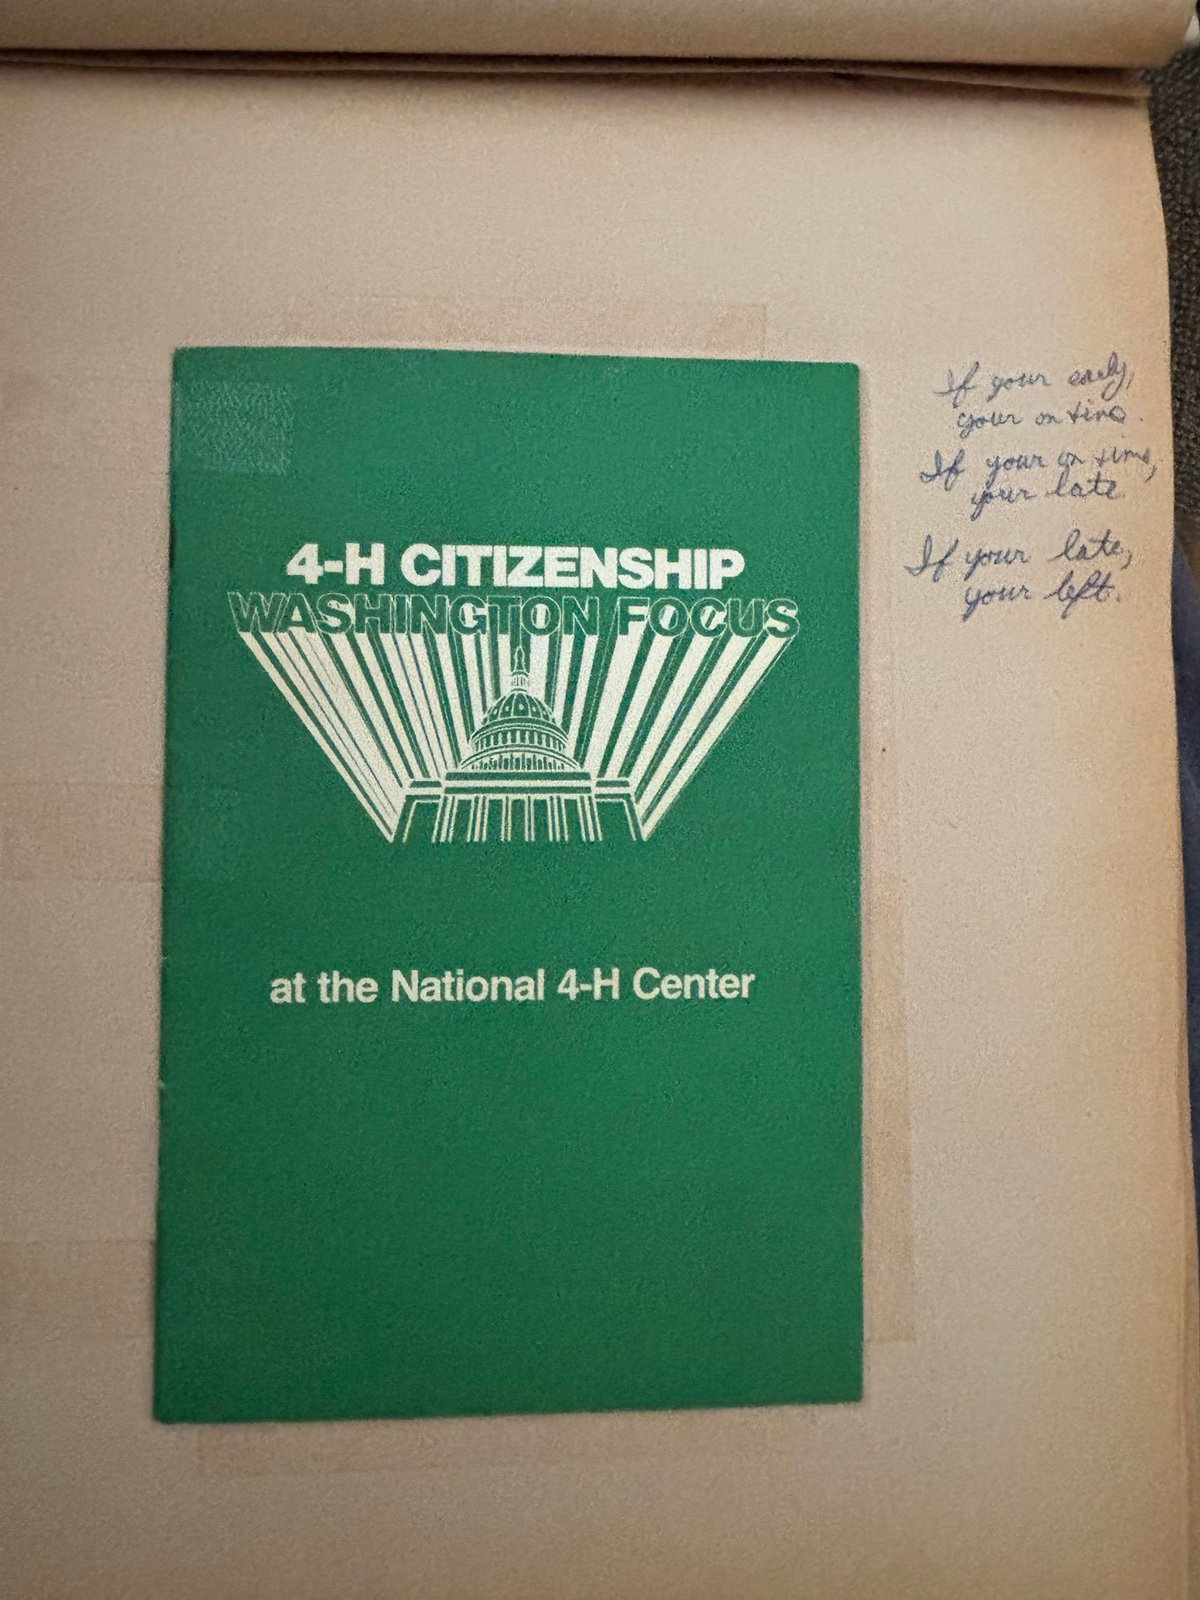 4-H CITIZENSHIP
WASHINGTON FOCUS
at the National 4-H Center
If your early,
your on time.
If your on time,
your late
If your late,
your left.